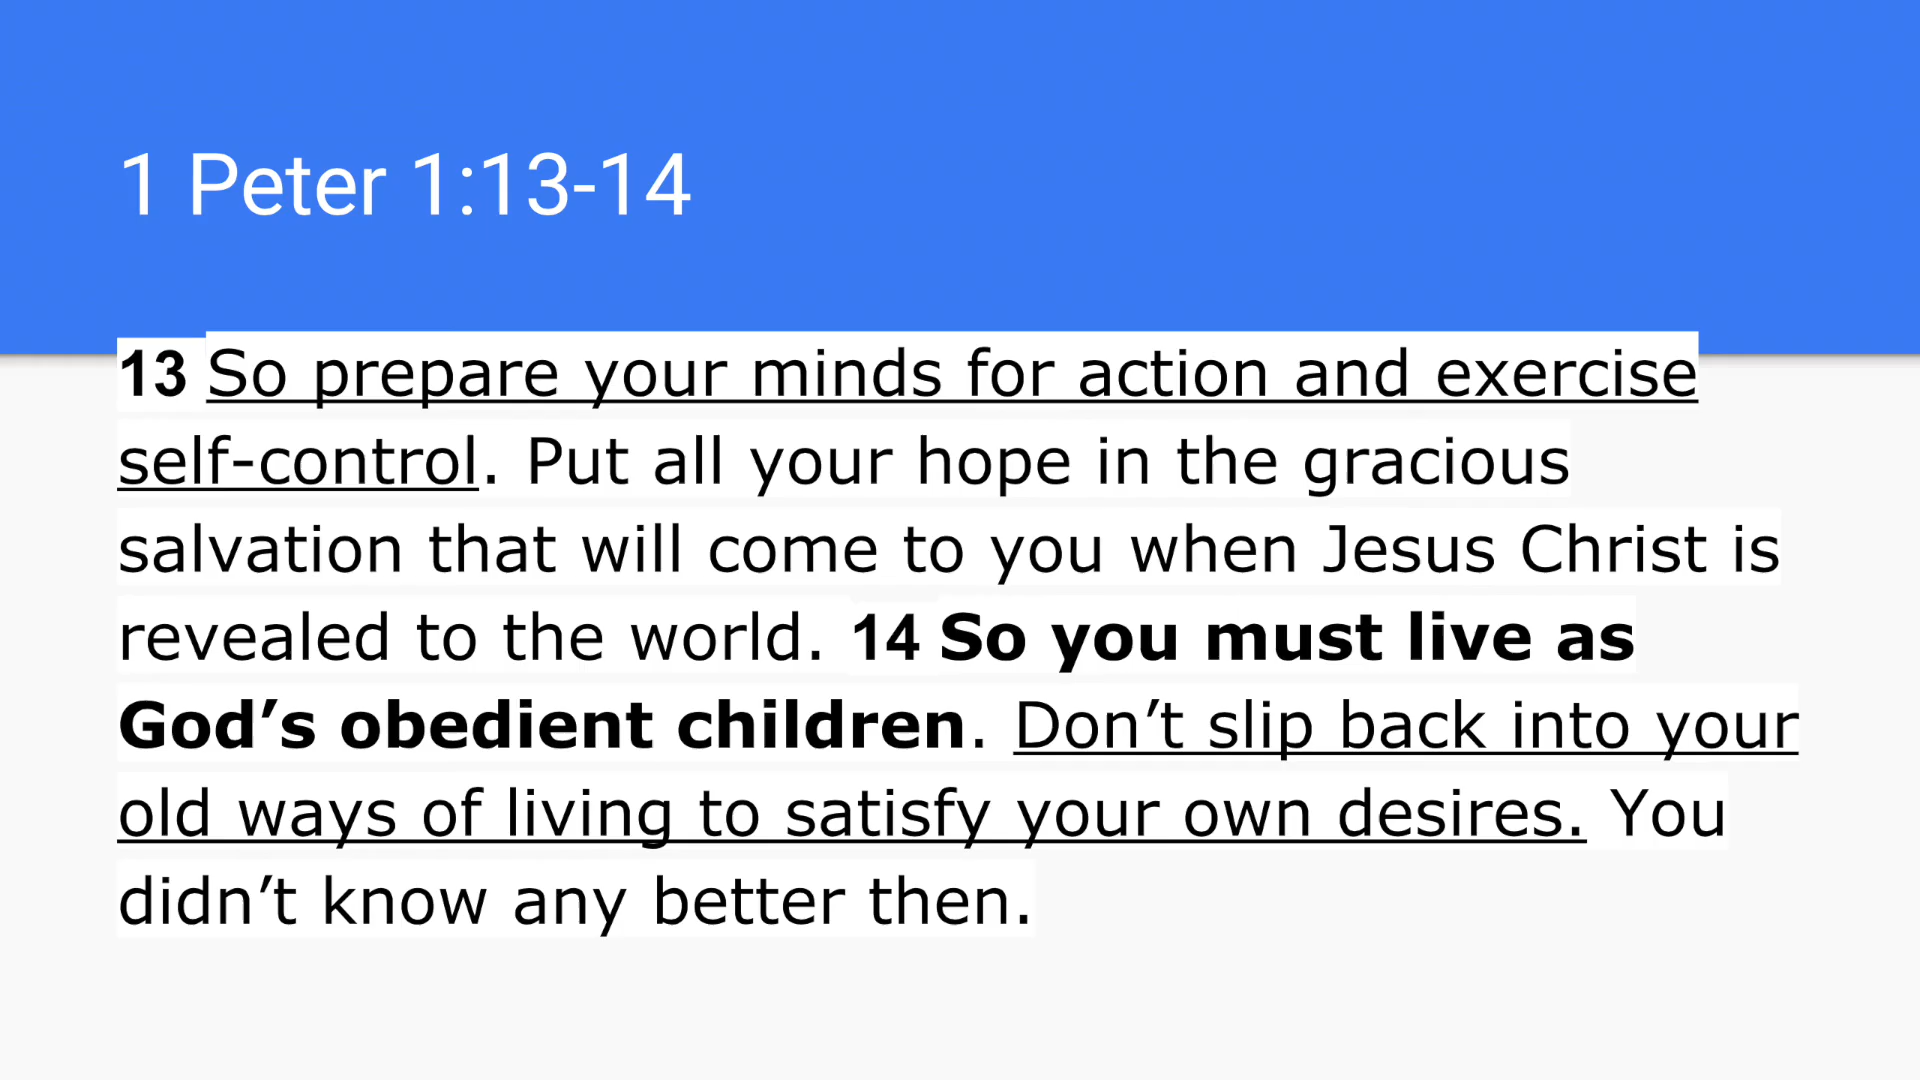 1 Peter 1:13-14
13 So prepare your minds for action and exercise
self-control. Put all your hope in the gracious
salvation that will come to you when Jesus Christ is
revealed to the world. 14 So you must live as
God’s obedient children. Don’t slip back into your
old ways of living to satisfy your own desires. You
didn’t know any better then.